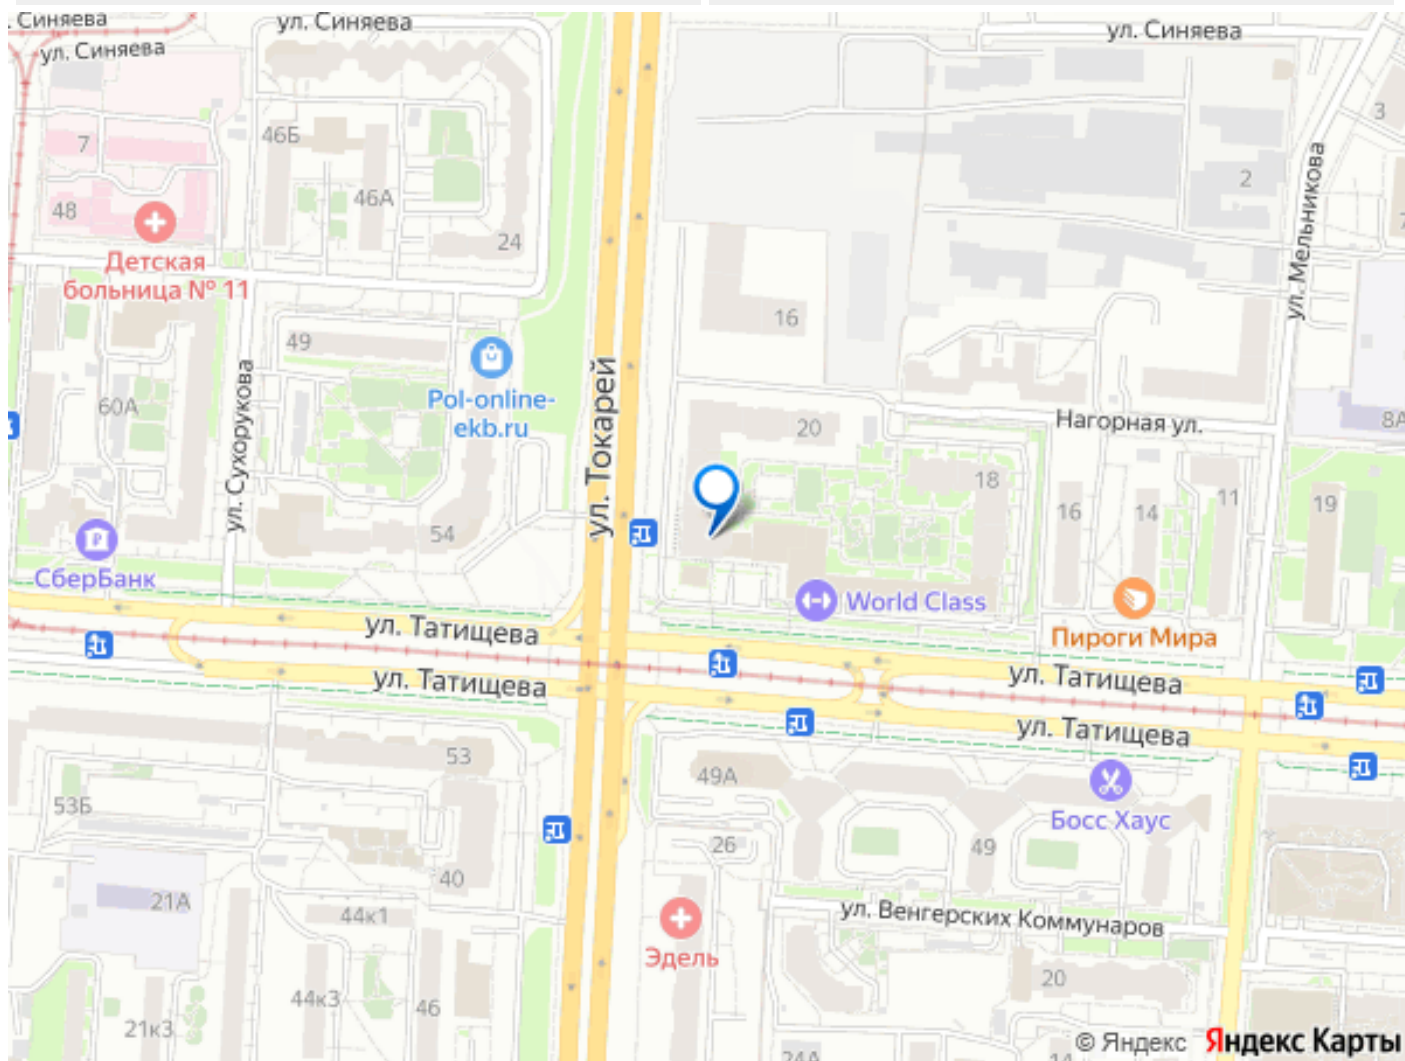 ул. Синяева
ул. Синяева
ул. Синяева
ул. Синяева
3
46Б
7
ул. Мельникова
2
46А
48
24
Детская
больница № 11
16
49
ул. Токарей
Pol-online-
ekb.ru
ул. Сухорукова
60А
20
Нагорная ул.
8А
18
11
16
14
19
54
СберБанк
World Class
Пироги Мира
ул. Татищева
ул. Татищева
ул. Татищева
ул. Татищева
53
49А
Босс Хаус
53Б
26
49
40
21А
44к1
ул. Венгерских Коммунаров
Эдель
20
44к3
46
21к3
24А
© Яндекс Яндекс Карты